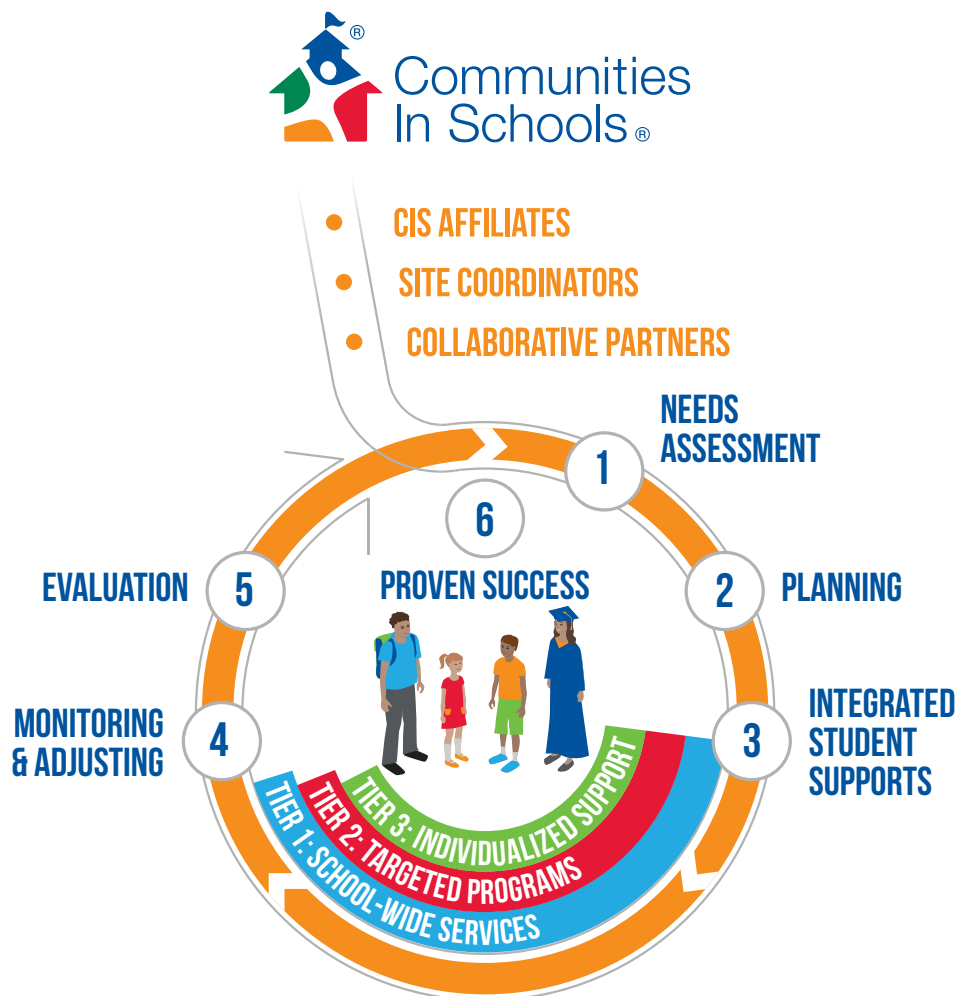 ®
Communities
In Schools ®
• CIS AFFILIATES
• SITE COORDINATORS
• COLLABORATIVE PARTNERS
1
NEEDS
ASSESSMENT
2
PLANNING
3
INTEGRATED
STUDENT
SUPPORTS
4
MONITORING
& ADJUSTING
5
EVALUATION
6
PROVEN SUCCESS
TIER 3: INDIVIDUALIZED SUPPORT
TIER 2: TARGETED PROGRAMS
TIER 1: SCHOOL-WIDE SERVICES